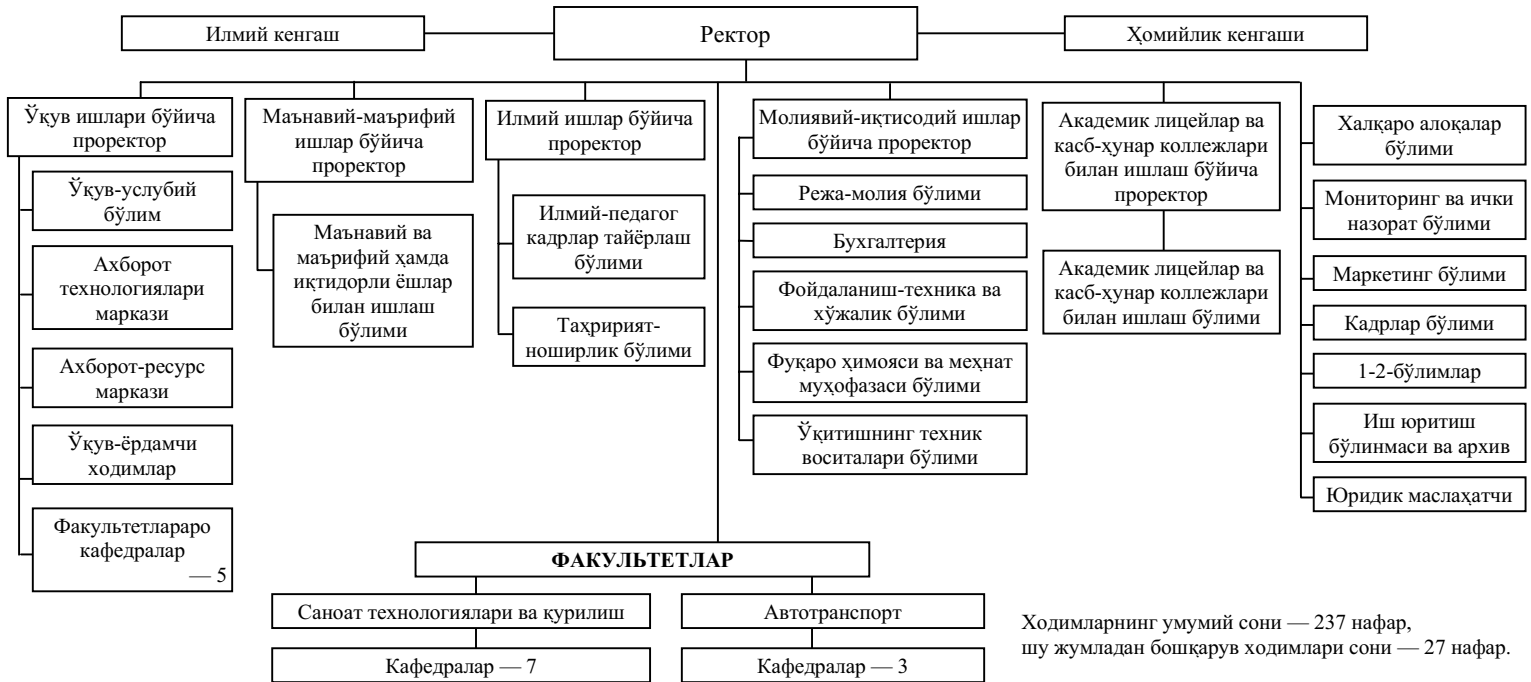 Илмий кенгаш
Ректор
Ҳомийлик кенгаши
Ўқув ишлари бўйича
проректор
Ўқув-услубий
бўлим
Ахборот
технологиялари
маркази
Ахборот-ресурс
маркази
Ўқув-ёрдамчи
ходимлар
Факультетлараро
кафедралар
— 5
Маънавий-маърифий
ишлар бўйича
проректор
Маънавий ва
маърифий ҳамда
иқтидорли ёшлар
билан ишлаш
бўлими
Илмий ишлар бўйича
проректор
Илмий-педагог
кадрлар тайёрлаш
бўлими
Таҳририят-
ноширлик бўлими
Молиявий-иқтисодий ишлар
бўйича проректор
Режа-молия бўлими
Бухгалтерия
Фойдаланиш-техника ва
хўжалик бўлими
Фуқаро ҳимояси ва меҳнат
муҳофазаси бўлими
Ўқитишнинг техник
воситалари бўлими
Академик лицейлар ва
касб-ҳунар коллежлари
билан ишлаш бўйича
проректор
Академик лицейлар ва
касб-ҳунар коллежлари
билан ишлаш бўлими
Халқаро алоқалар
бўлими
Мониторинг ва ички
назорат бўлими
Маркетинг бўлими
Кадрлар бўлими
1-2-бўлимлар
Иш юритиш
бўлинмаси ва архив
Юридик маслаҳатчи
ФАКУЛЬТЕТЛАР
Саноат технологиялари ва қурилиш
Кафедралар — 7
Автотранспорт
Кафедралар — 3
Ходимларнинг умумий сони — 237 нафар,
шу жумладан бошқарув ходимлари сони — 27 нафар.